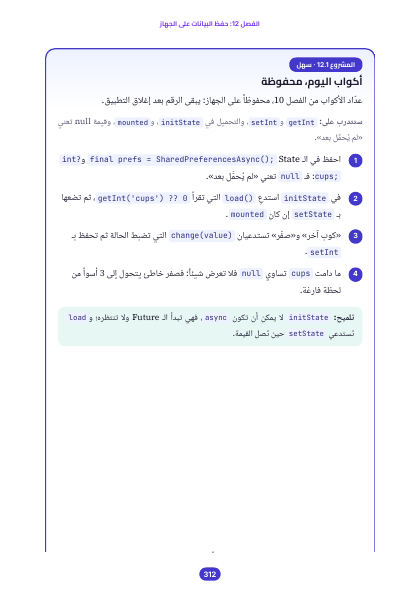 الفصل 12: حفظ البيانات على الجهاز
المشروع 12.1 · سهل
أكواب اليوم، محفوظة
عدّاد الأكواب من الفصل 10، محفوظاً على الجهاز: يبقى الرقم بعد إغلاق التطبيق.
ستتدرب على: getInt و setInt ، والتحميل في initState ، و mounted ، وقيمة null تعني
«لم يُحمَّل بعد».
1 احفظ في الـ State final prefs = SharedPreferencesAsync(); و int?
cups; : فـ null تعني «لم يُحمَّل بعد».
2 في initState استدعِ load() التي تقرأ getInt('cups') ?? 0 ، ثم تضعها
بـ setState إن كان mounted .
3 «كوب آخر» و«صفّر» تستدعيان change(value) التي تضبط الحالة ثم تحفظ بـ
setInt .
4 ما دامت cups تساوي null فلا تعرض شيئاً: فصفر خاطئ يتحول إلى 3 أسوأ من
لحظة فارغة.
تلميح: initState لا يمكن أن تكون async ، فهي تبدأ الـ Future ولا تنتظره؛ و load
تستدعي setState حين تصل القيمة.
312